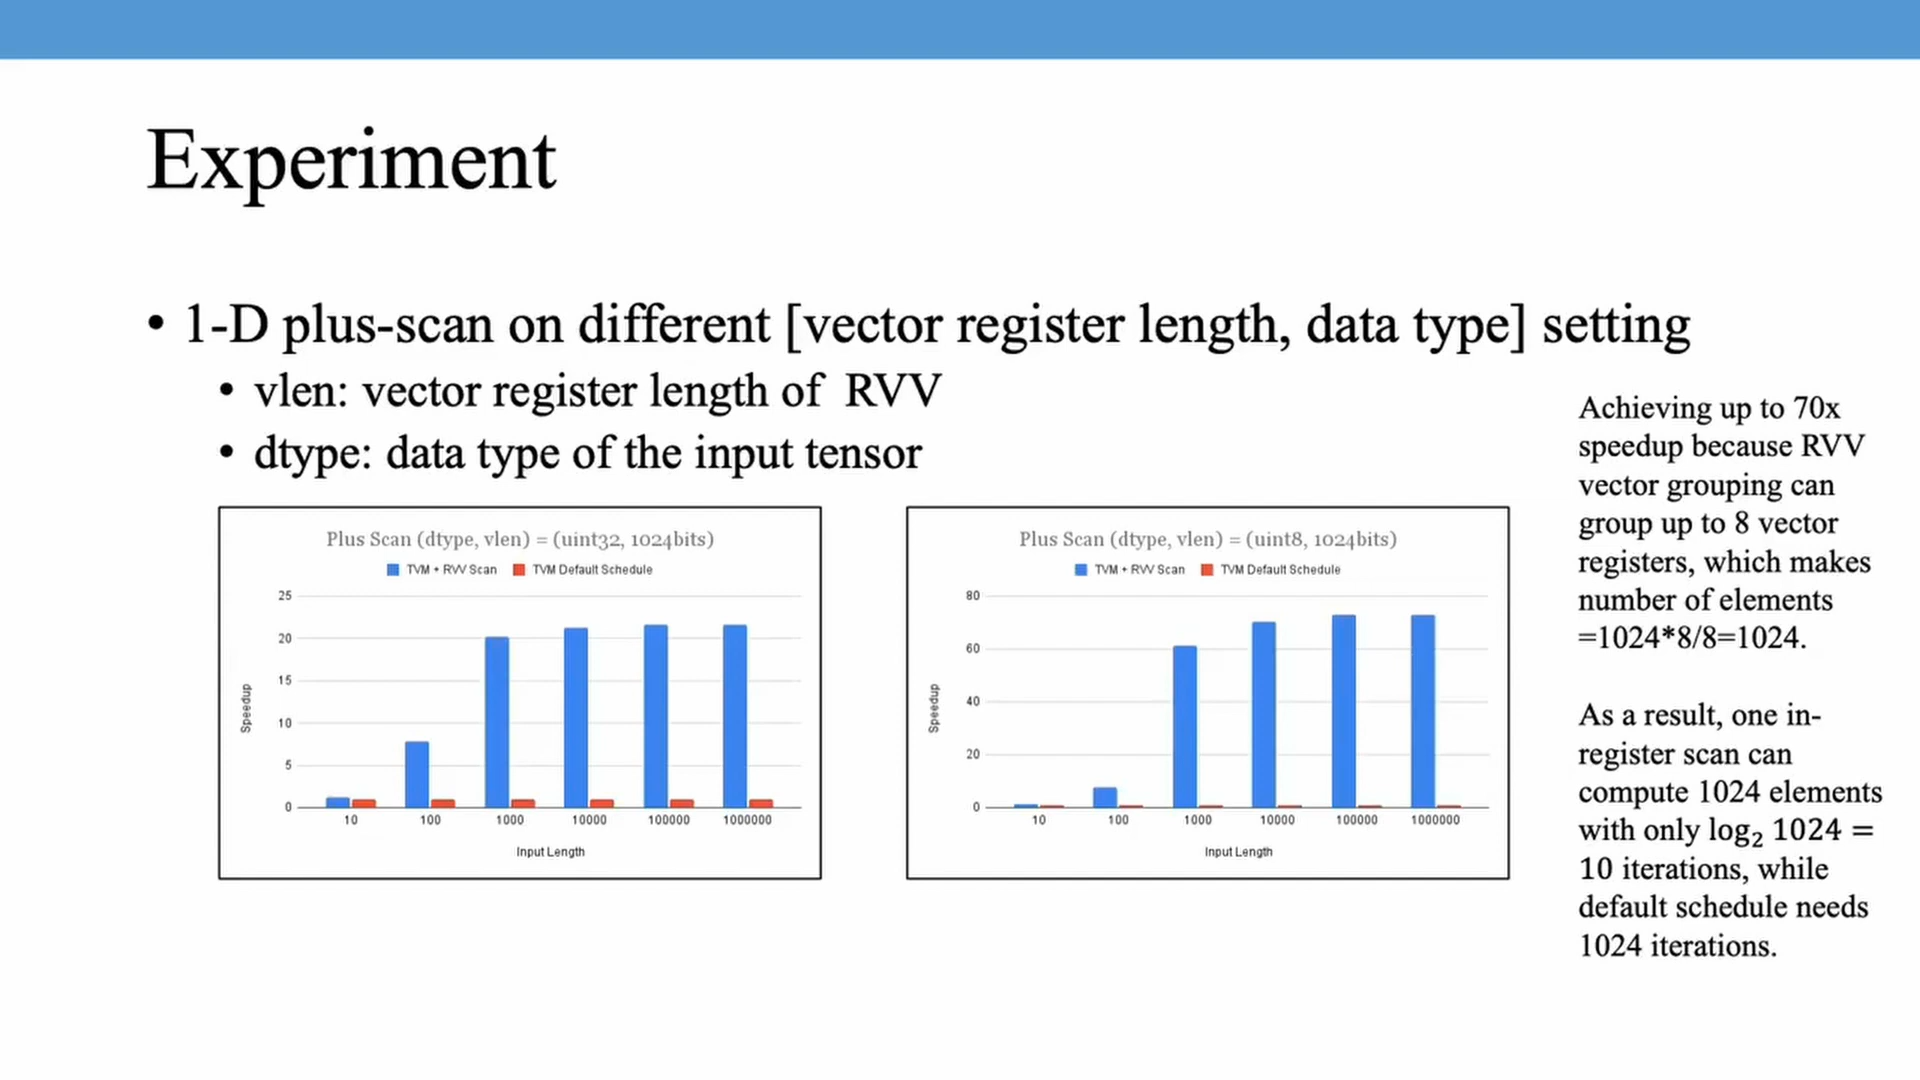 Experiment
• 1-D plus-scan on different [vector register length, data type] setting
• vlen: vector register length of RVV
• dtype: data type of the input tensor
Plus Scan (dtype, vlen) = (uint32, 1024bits)
TVM + RVV Scan TVM Default Schedule
25
20
15
10
5
0
Speedup
10 100 1000 10000 100000 1000000
Input Length
Plus Scan (dtype, vlen) = (uint8, 1024bits)
TVM + RVV Scan TVM Default Schedule
80
60
40
20
0
Speedup
10 100 1000 10000 100000 1000000
Input Length
Achieving up to 70x
speedup because RVV
vector grouping can
group up to 8 vector
registers, which makes
number of elements
=1024*8/8=1024.
As a result, one in-
register scan can
compute 1024 elements
with only log₂ 1024 =
10 iterations, while
default schedule needs
1024 iterations.